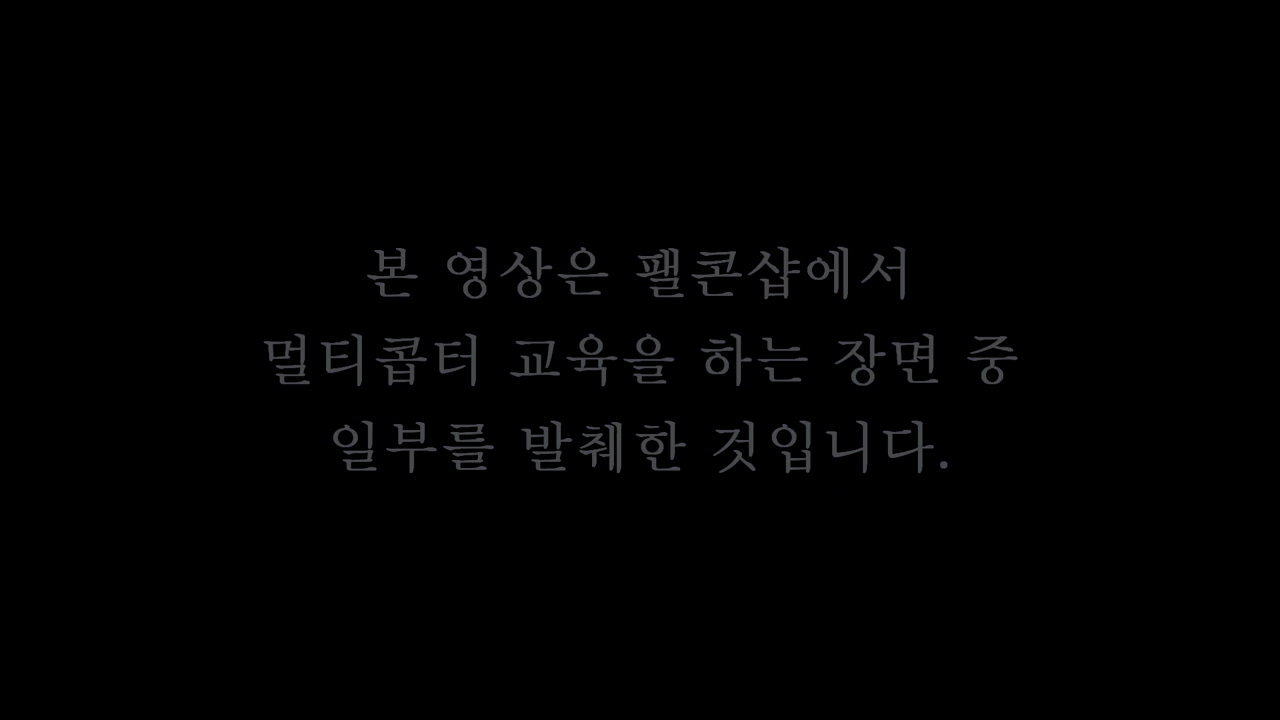 본 영상은 팰콘샵에서
멀티콥터 교육을 하는 장면 중
일부를 발췌한 것입니다.